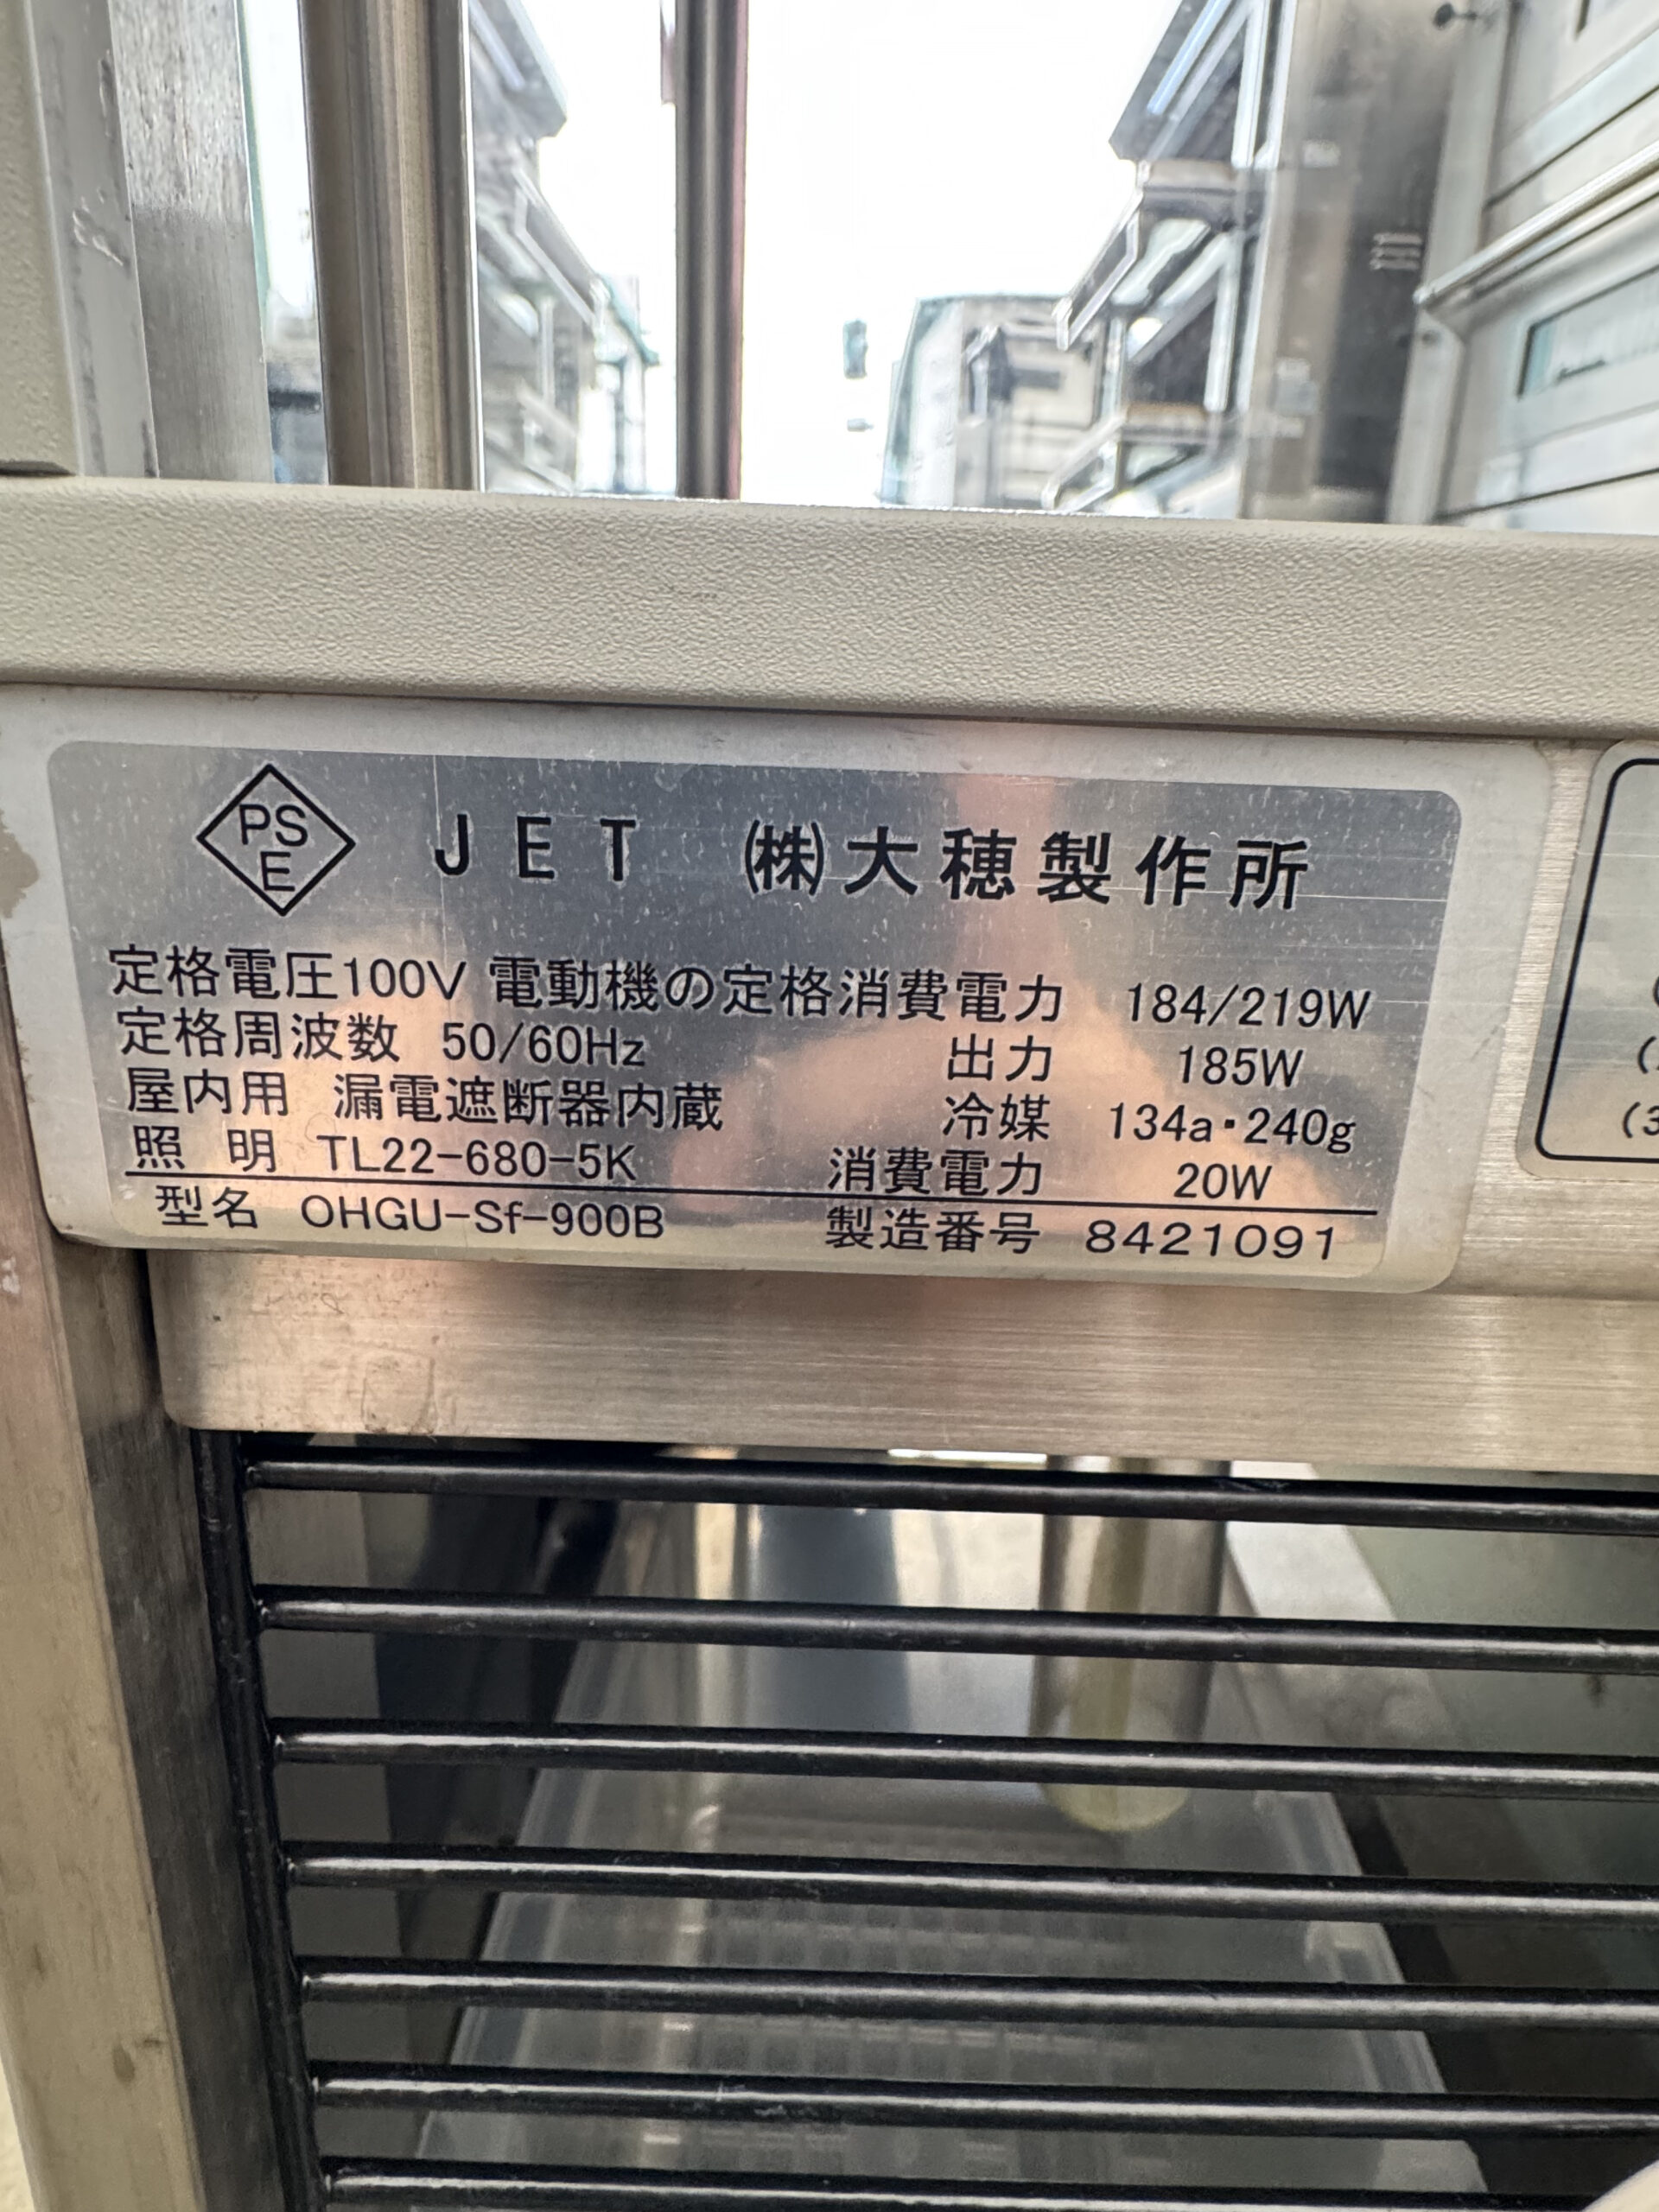 PS
E
JET ㈱大穂製作所
定格電圧100V 電動機の定格消費電力 184/219W
定格周波数 50/60Hz 出力 185W
屋内用 漏電遮断器内蔵 冷媒 134a・240g
照 明 TL22-680-5K 消費電力 20W
型名 OHGU-Sf-900B 製造番号 8421091